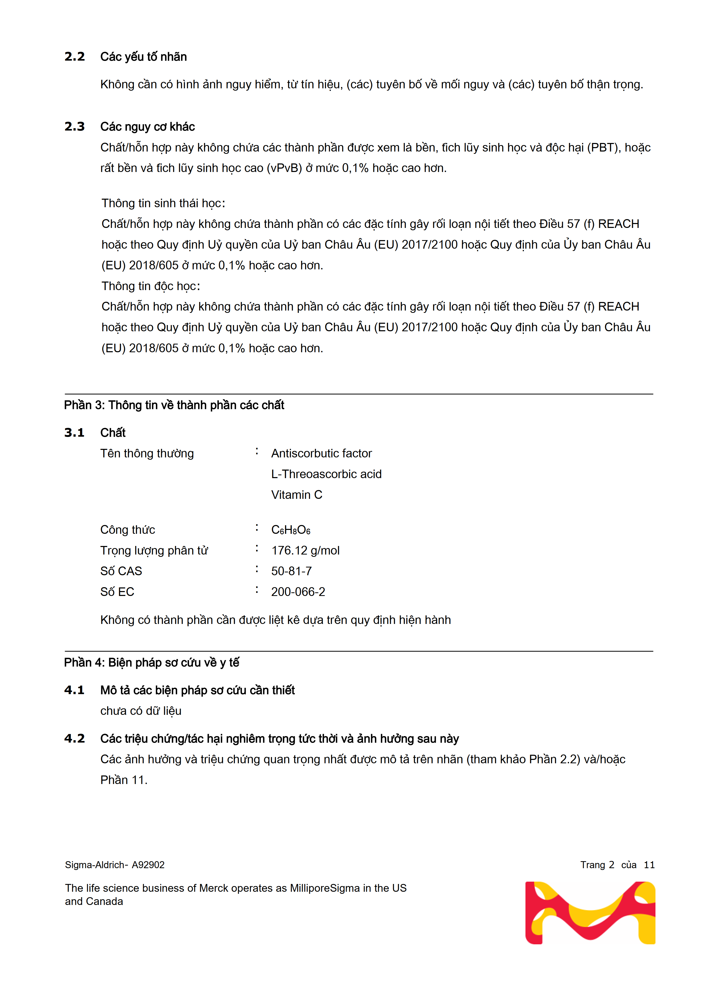 2.2 Các yếu tố nhãn
Không cần có hình ảnh nguy hiểm, từ tín hiệu, (các) tuyên bố về mối nguy và (các) tuyên bố thận trọng.
2.3 Các nguy cơ khác
Chất/hỗn hợp này không chứa các thành phần được xem là bền, tích lũy sinh học và độc hại (PBT), hoặc
rất bền và tích lũy sinh học cao (vPvB) ở mức 0,1% hoặc cao hơn.
Thông tin sinh thái học:
Chất/hỗn hợp này không chứa thành phần có các đặc tính gây rối loạn nội tiết theo Điều 57 (f) REACH
hoặc theo Quy định Uỷ quyền của Uỷ ban Châu Âu (EU) 2017/2100 hoặc Quy định của Ủy ban Châu Âu
(EU) 2018/605 ở mức 0,1% hoặc cao hơn.
Thông tin độc học:
Chất/hỗn hợp này không chứa thành phần có các đặc tính gây rối loạn nội tiết theo Điều 57 (f) REACH
hoặc theo Quy định Uỷ quyền của Uỷ ban Châu Âu (EU) 2017/2100 hoặc Quy định của Ủy ban Châu Âu
(EU) 2018/605 ở mức 0,1% hoặc cao hơn.
Phần 3: Thông tin về thành phần các chất
3.1 Chất
Tên thông thường : Antiscorbutic factor
L-Threoascorbic acid
Vitamin C
Công thức : C₆H₈O₆
Trọng lượng phân tử : 176.12 g/mol
Số CAS : 50-81-7
Số EC : 200-066-2
Không có thành phần cần được liệt kê dựa trên quy định hiện hành
Phần 4: Biện pháp sơ cứu về y tế
4.1 Mô tả các biện pháp sơ cứu cần thiết
chưa có dữ liệu
4.2 Các triệu chứng/tác hại nghiêm trọng tức thời và ảnh hưởng sau này
Các ảnh hưởng và triệu chứng quan trọng nhất được mô tả trên nhãn (tham khảo Phần 2.2) và/hoặc
Phần 11.
Sigma-Aldrich- A92902 Trang 2 của 11
The life science business of Merck operates as MilliporeSigma in the US
and Canada